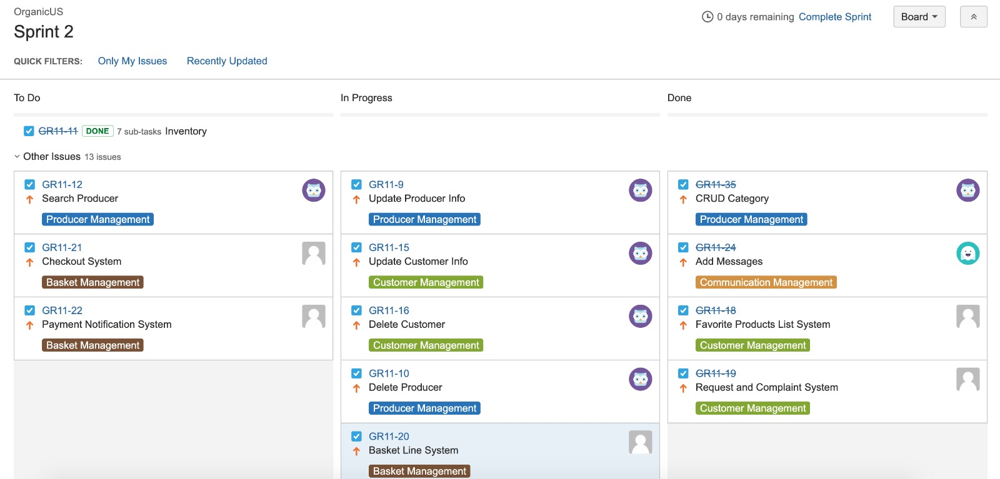 OrganicUS
Sprint 2
0 days remaining Complete Sprint
Board
QUICK FILTERS: Only My Issues Recently Updated
To Do
In Progress
Done
GR11-11 DONE 7 sub-tasks Inventory
Other Issues 13 issues
GR11-12
Search Producer
Producer Management
GR11-21
Checkout System
Basket Management
GR11-22
Payment Notification System
Basket Management
GR11-9
Update Producer Info
Producer Management
GR11-15
Update Customer Info
Customer Management
GR11-16
Delete Customer
Customer Management
GR11-10
Delete Producer
Producer Management
GR11-20
Basket Line System
Basket Management
GR11-35
CRUD Category
Producer Management
GR11-24
Add Messages
Communication Management
GR11-18
Favorite Products List System
Customer Management
GR11-19
Request and Complaint System
Customer Management